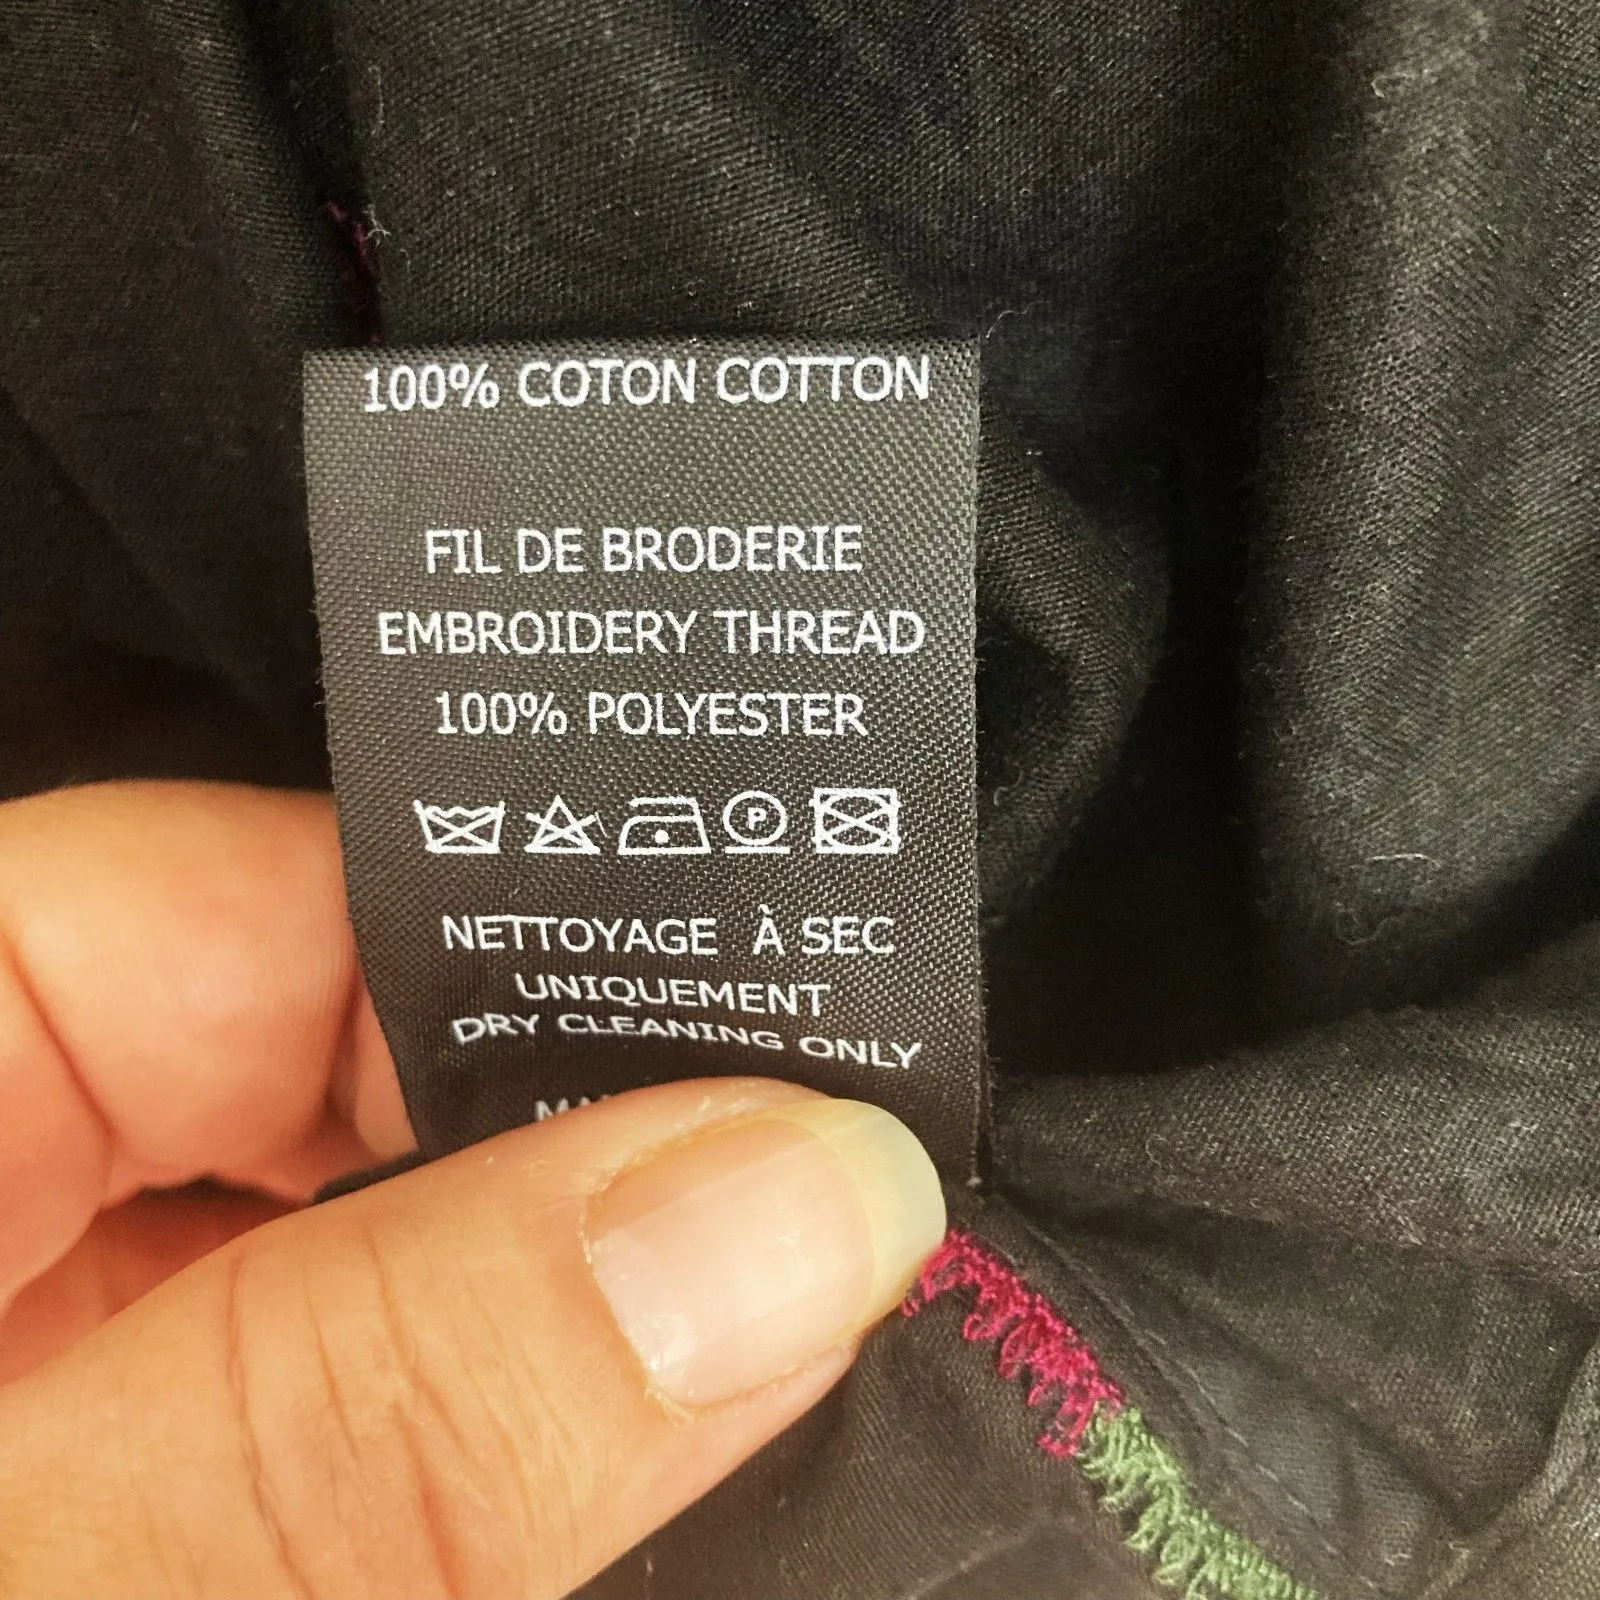 100% COTON COTTON
FIL DE BRODERIE
EMBROIDERY THREAD
100% POLYESTER
P
NETTOYAGE À SEC
UNIQUEMENT
DRY CLEANING ONLY